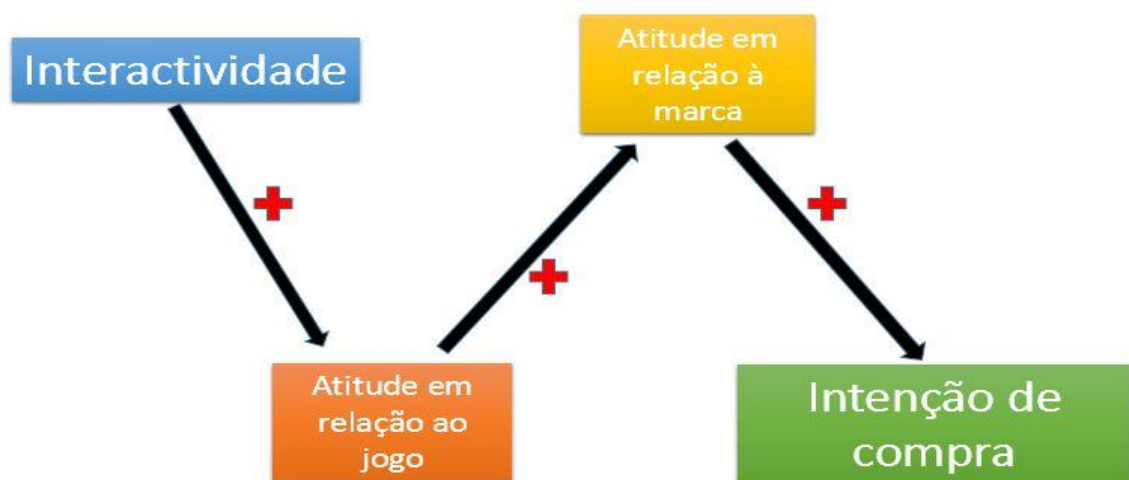 Interactividade
Atitude em
relação à
marca
Atitude em
relação ao
jogo
Intenção de
compra